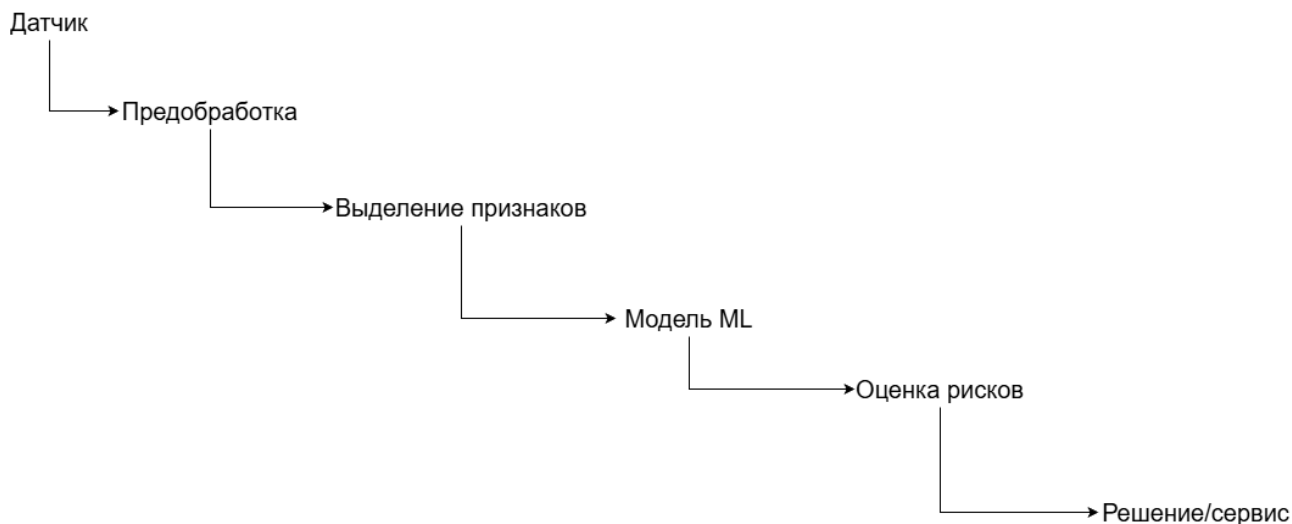 Датчик
Предобработка
Выделение признаков
Модель ML
Оценка рисков
Решение/сервис